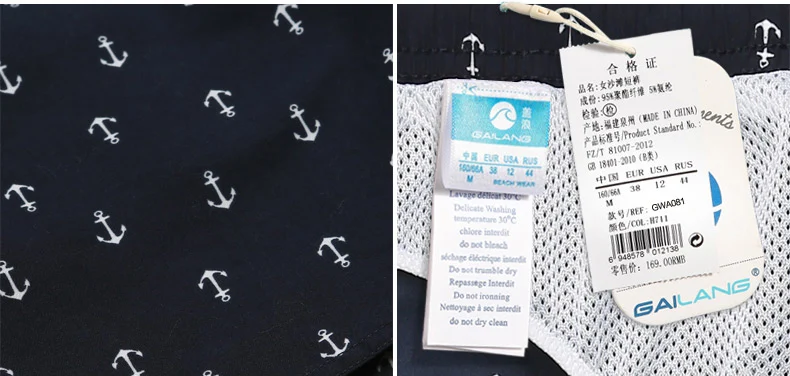 盖
浪
GAILANG
中国 EUR USA RUS
160/66A 38 12 44
M
BEACH WEAR
Lavage délicat 30°C
Delicate Washing
temperature 30°C
chlore interdit
do not bleach
séchage éléctrique interdit
Do not tramble dry
Repassage Interdit
Do not ironning
Nettoyage à sec interdit
do not dry clean
合格证
品名:女沙滩短裤
成份:95%聚酯纤维 5%氨纶
检验: 检
产地:福建泉州(MADE IN CHINA)
产品标准号/Product Standard No.:
FZ/T 81007-2012
GB 18401-2010 (B类)
中国 EUR USA RUS
160/66A 38 12 44
M
款号/REF: GWA081
颜色/COL:H711
6 948578 012138
零售价: 169.00RMB
GAILANG®